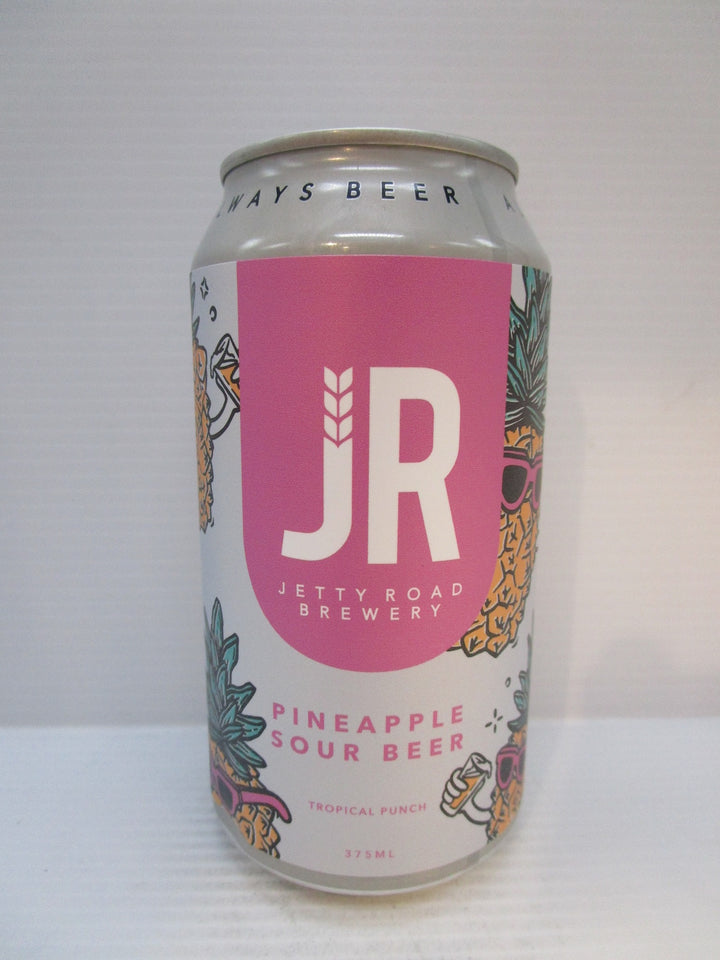 WAYS BEER
JR
JETTY ROAD
BREWERY
PINEAPPLE
SOUR BEER
TROPICAL PUNCH
375ML